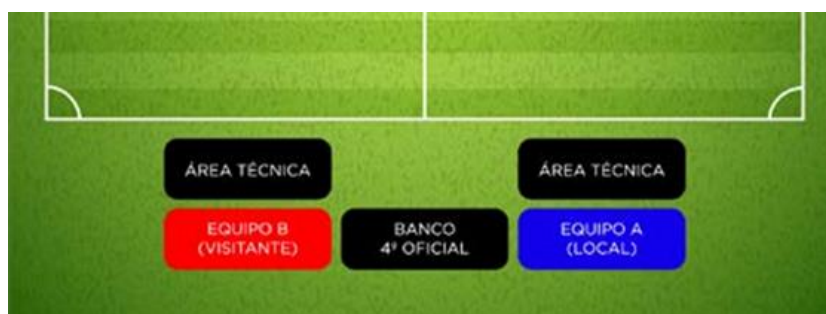 ÁREA TÉCNICA
ÁREA TÉCNICA
EQUIPO B
(VISITANTE)
BANCO
4º OFICIAL
EQUIPO A
(LOCAL)